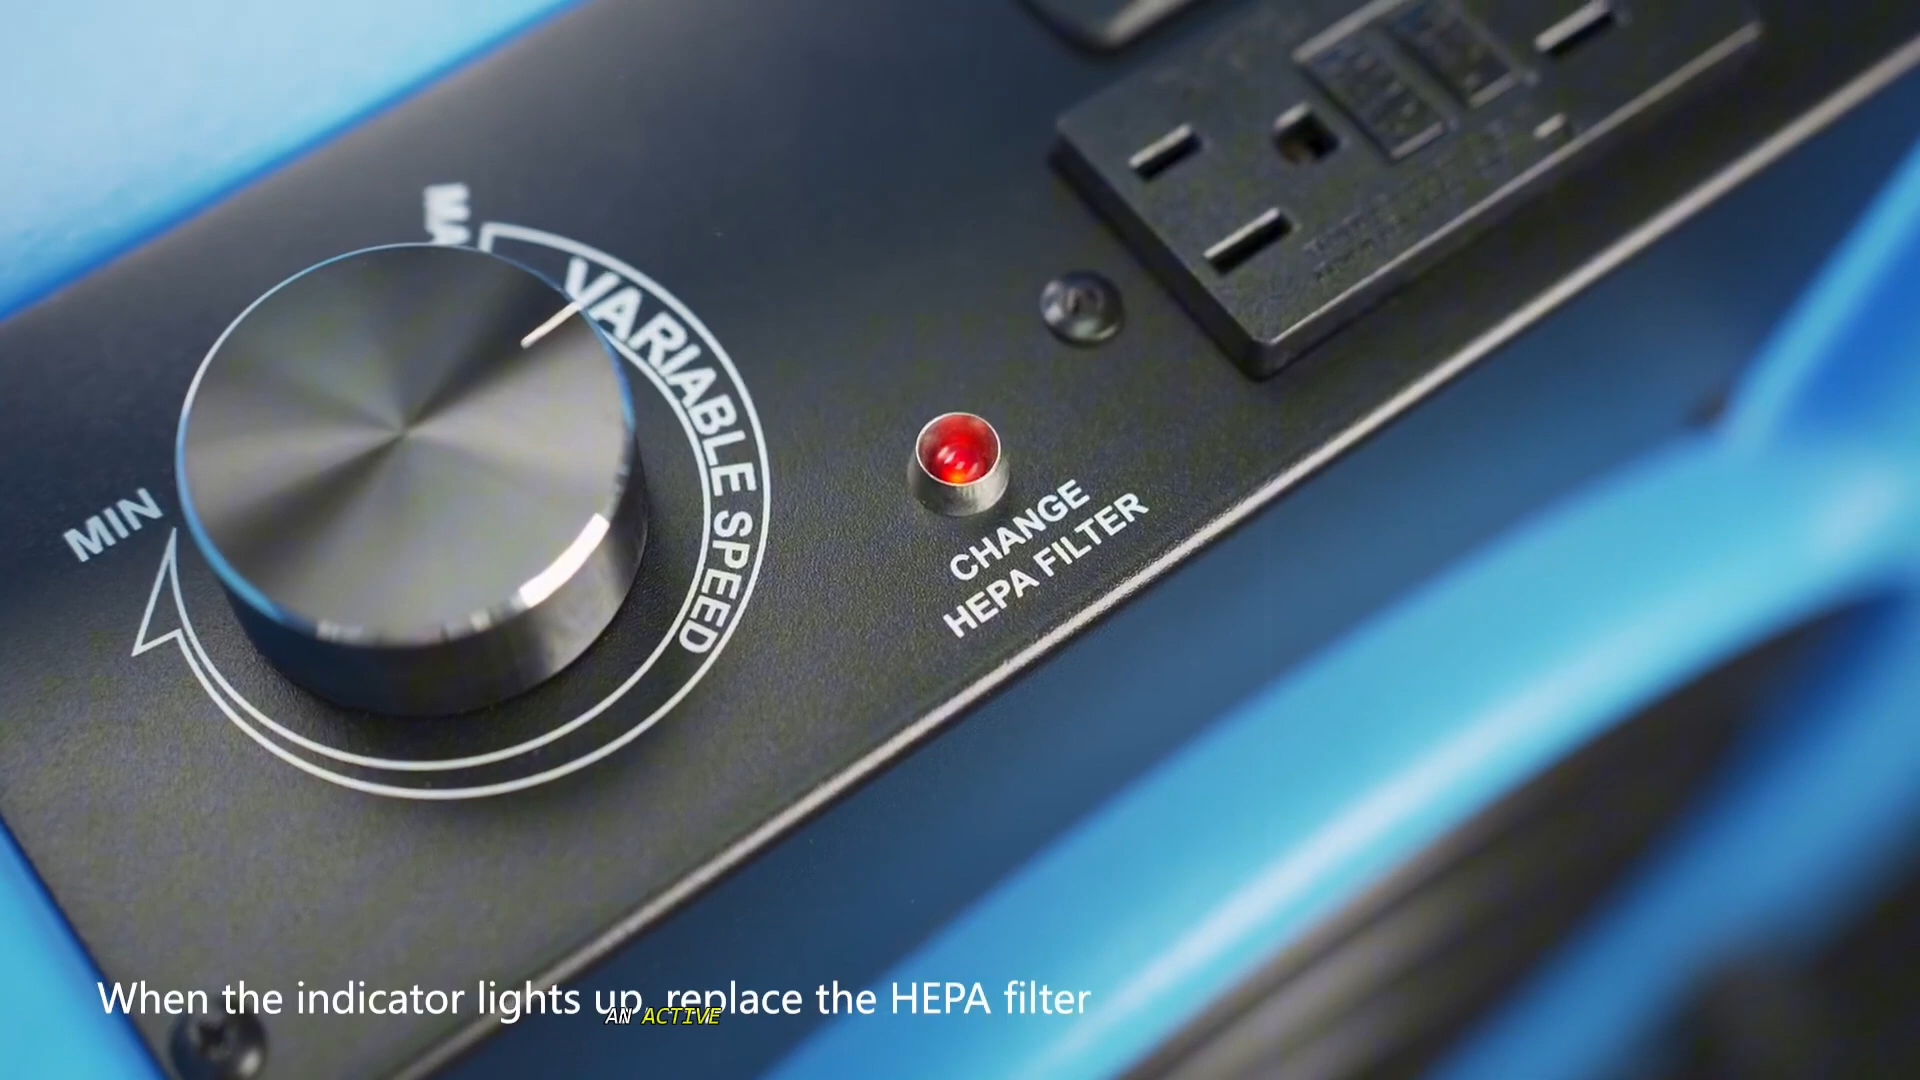 VARIABLE SPEED
MIN
CHANGE
HEPA FILTER
When the indicator lights up, replace the HEPA filter
AN ACTIVE